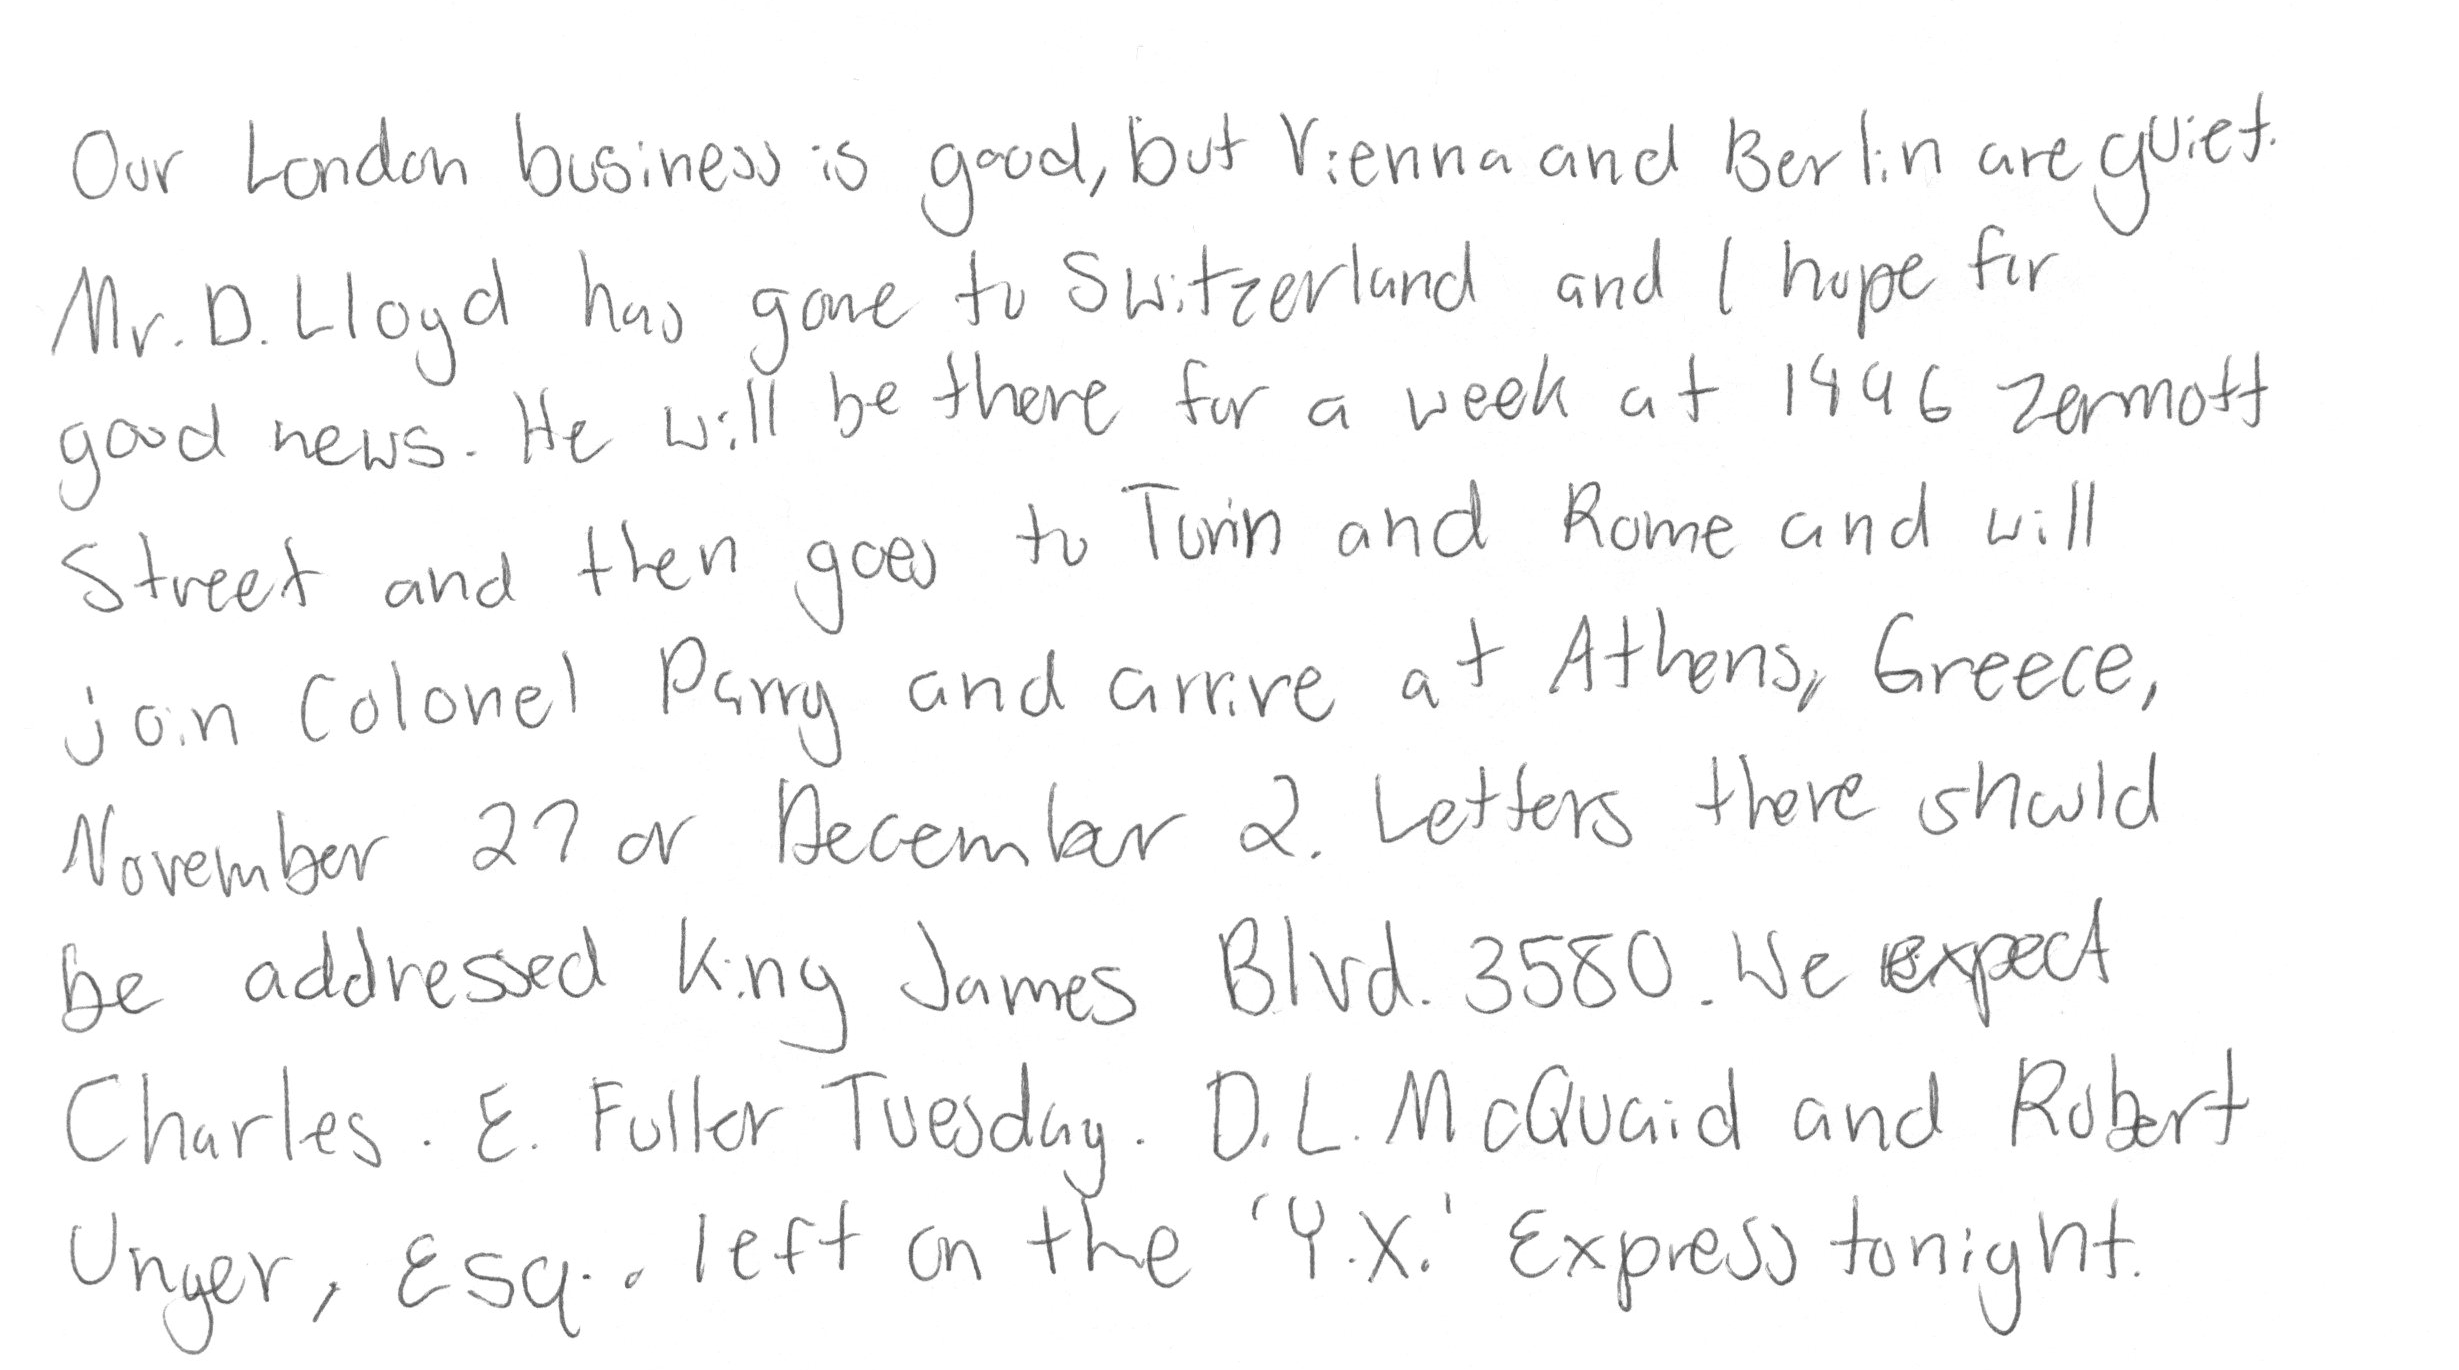 Our London business is good, but Vienna and Berlin are quiet.
Mr. D. Lloyd has gone to Switzerland and I hope for
good news. He will be there for a week at 1496 Zermott
Street and then goes to Turin and Rome and will
join Colonel Parry and arrive at Athens, Greece,
November 27 or December 2. Letters there should
be addressed King James Blvd. 3580. We expect
Charles. E. Fuller Tuesday. D.L. McQuaid and Robert
Unger, Esq.. left on the 'Y.X.' Express tonight.